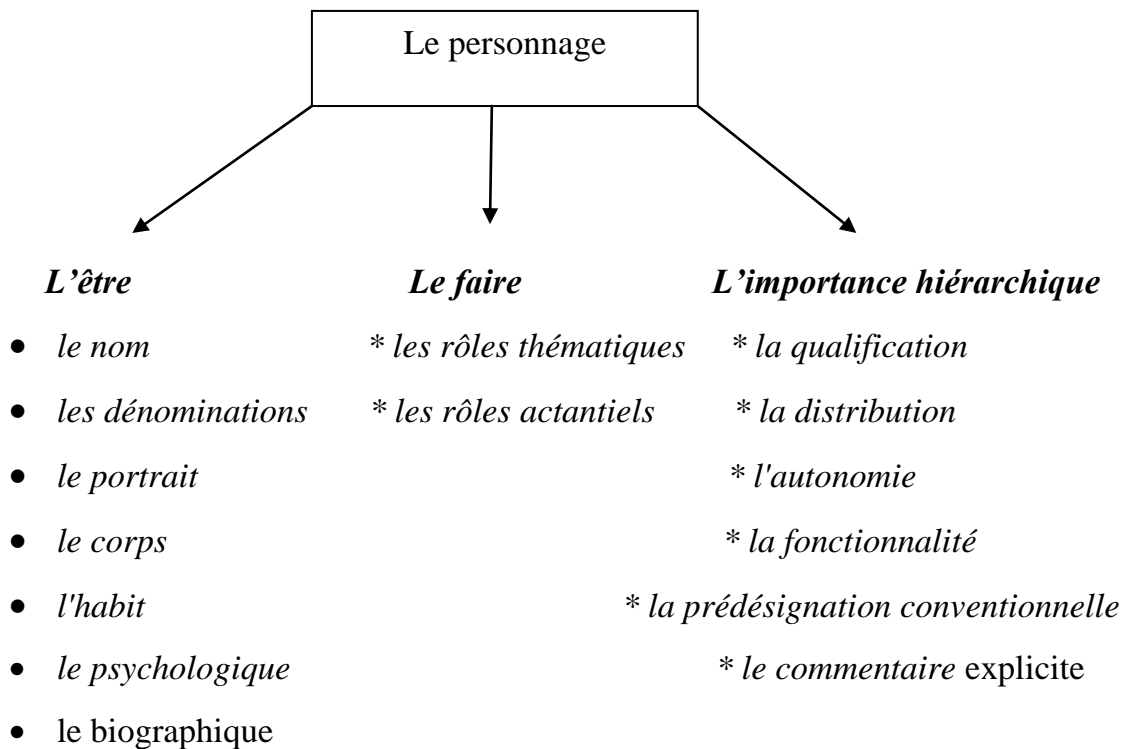 Le personnage
L’être Le faire L’importance hiérarchique
• le nom * les rôles thématiques * la qualification
• les dénominations * les rôles actantiels * la distribution
• le portrait * l'autonomie
• le corps * la fonctionnalité
• l'habit * la prédésignation conventionnelle
• le psychologique * le commentaire explicite
• le biographique